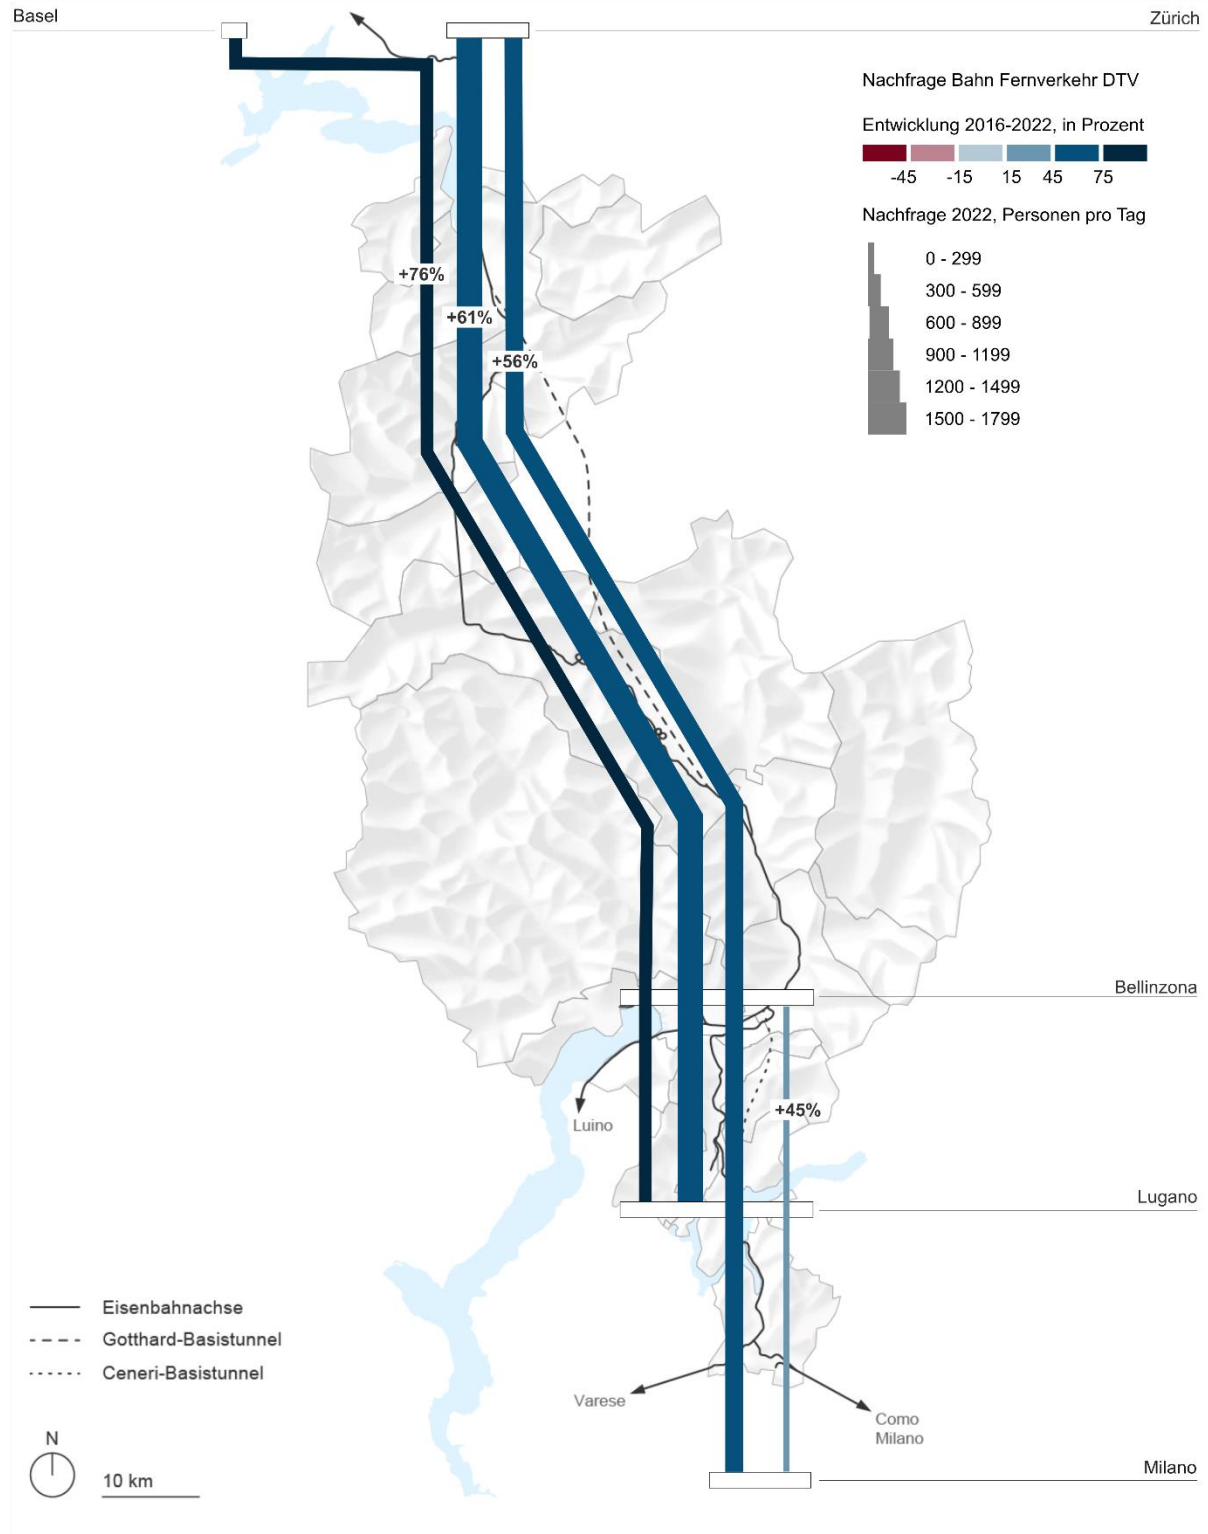 Basel
Zürich
Nachfrage Bahn Fernverkehr DTV
Entwicklung 2016-2022, in Prozent
-45 -15 15 45 75
Nachfrage 2022, Personen pro Tag
0 - 299
300 - 599
600 - 899
900 - 1199
1200 - 1499
1500 - 1799
+76%
+61%
+56%
Bellinzona
+45%
Luino
Lugano
Eisenbahnachse
Gotthard-Basistunnel
Ceneri-Basistunnel
Varese
Como
Milano
N
10 km
Milano